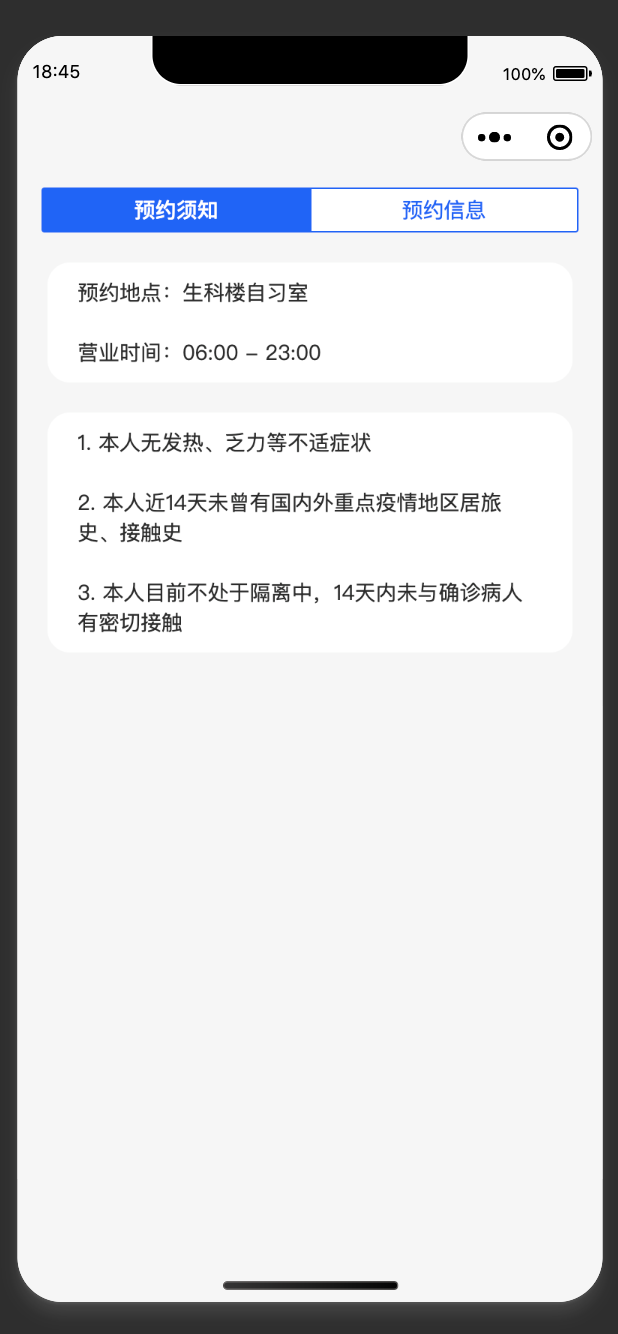 18:45
100%
预约须知
预约信息
预约地点：生科楼自习室
营业时间：06:00 - 23:00
1. 本人无发热、乏力等不适症状
2. 本人近14天未曾有国内外重点疫情地区居旅
史、接触史
3. 本人目前不处于隔离中，14天内未与确诊病人
有密切接触